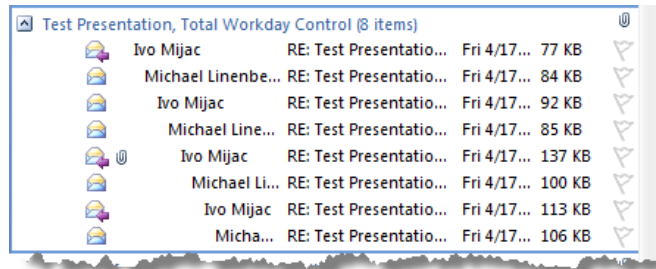 Test Presentation, Total Workday Control (8 items)
Ivo Mijac RE: Test Presentatio... Fri 4/17... 77 KB
Michael Linenbe... RE: Test Presentatio... Fri 4/17... 84 KB
Ivo Mijac RE: Test Presentatio... Fri 4/17... 92 KB
Michael Line... RE: Test Presentatio... Fri 4/17... 85 KB
Ivo Mijac RE: Test Presentatio... Fri 4/17... 137 KB
Michael Li... RE: Test Presentatio... Fri 4/17... 100 KB
Ivo Mijac RE: Test Presentatio... Fri 4/17... 113 KB
Micha... RE: Test Presentatio... Fri 4/17... 106 KB